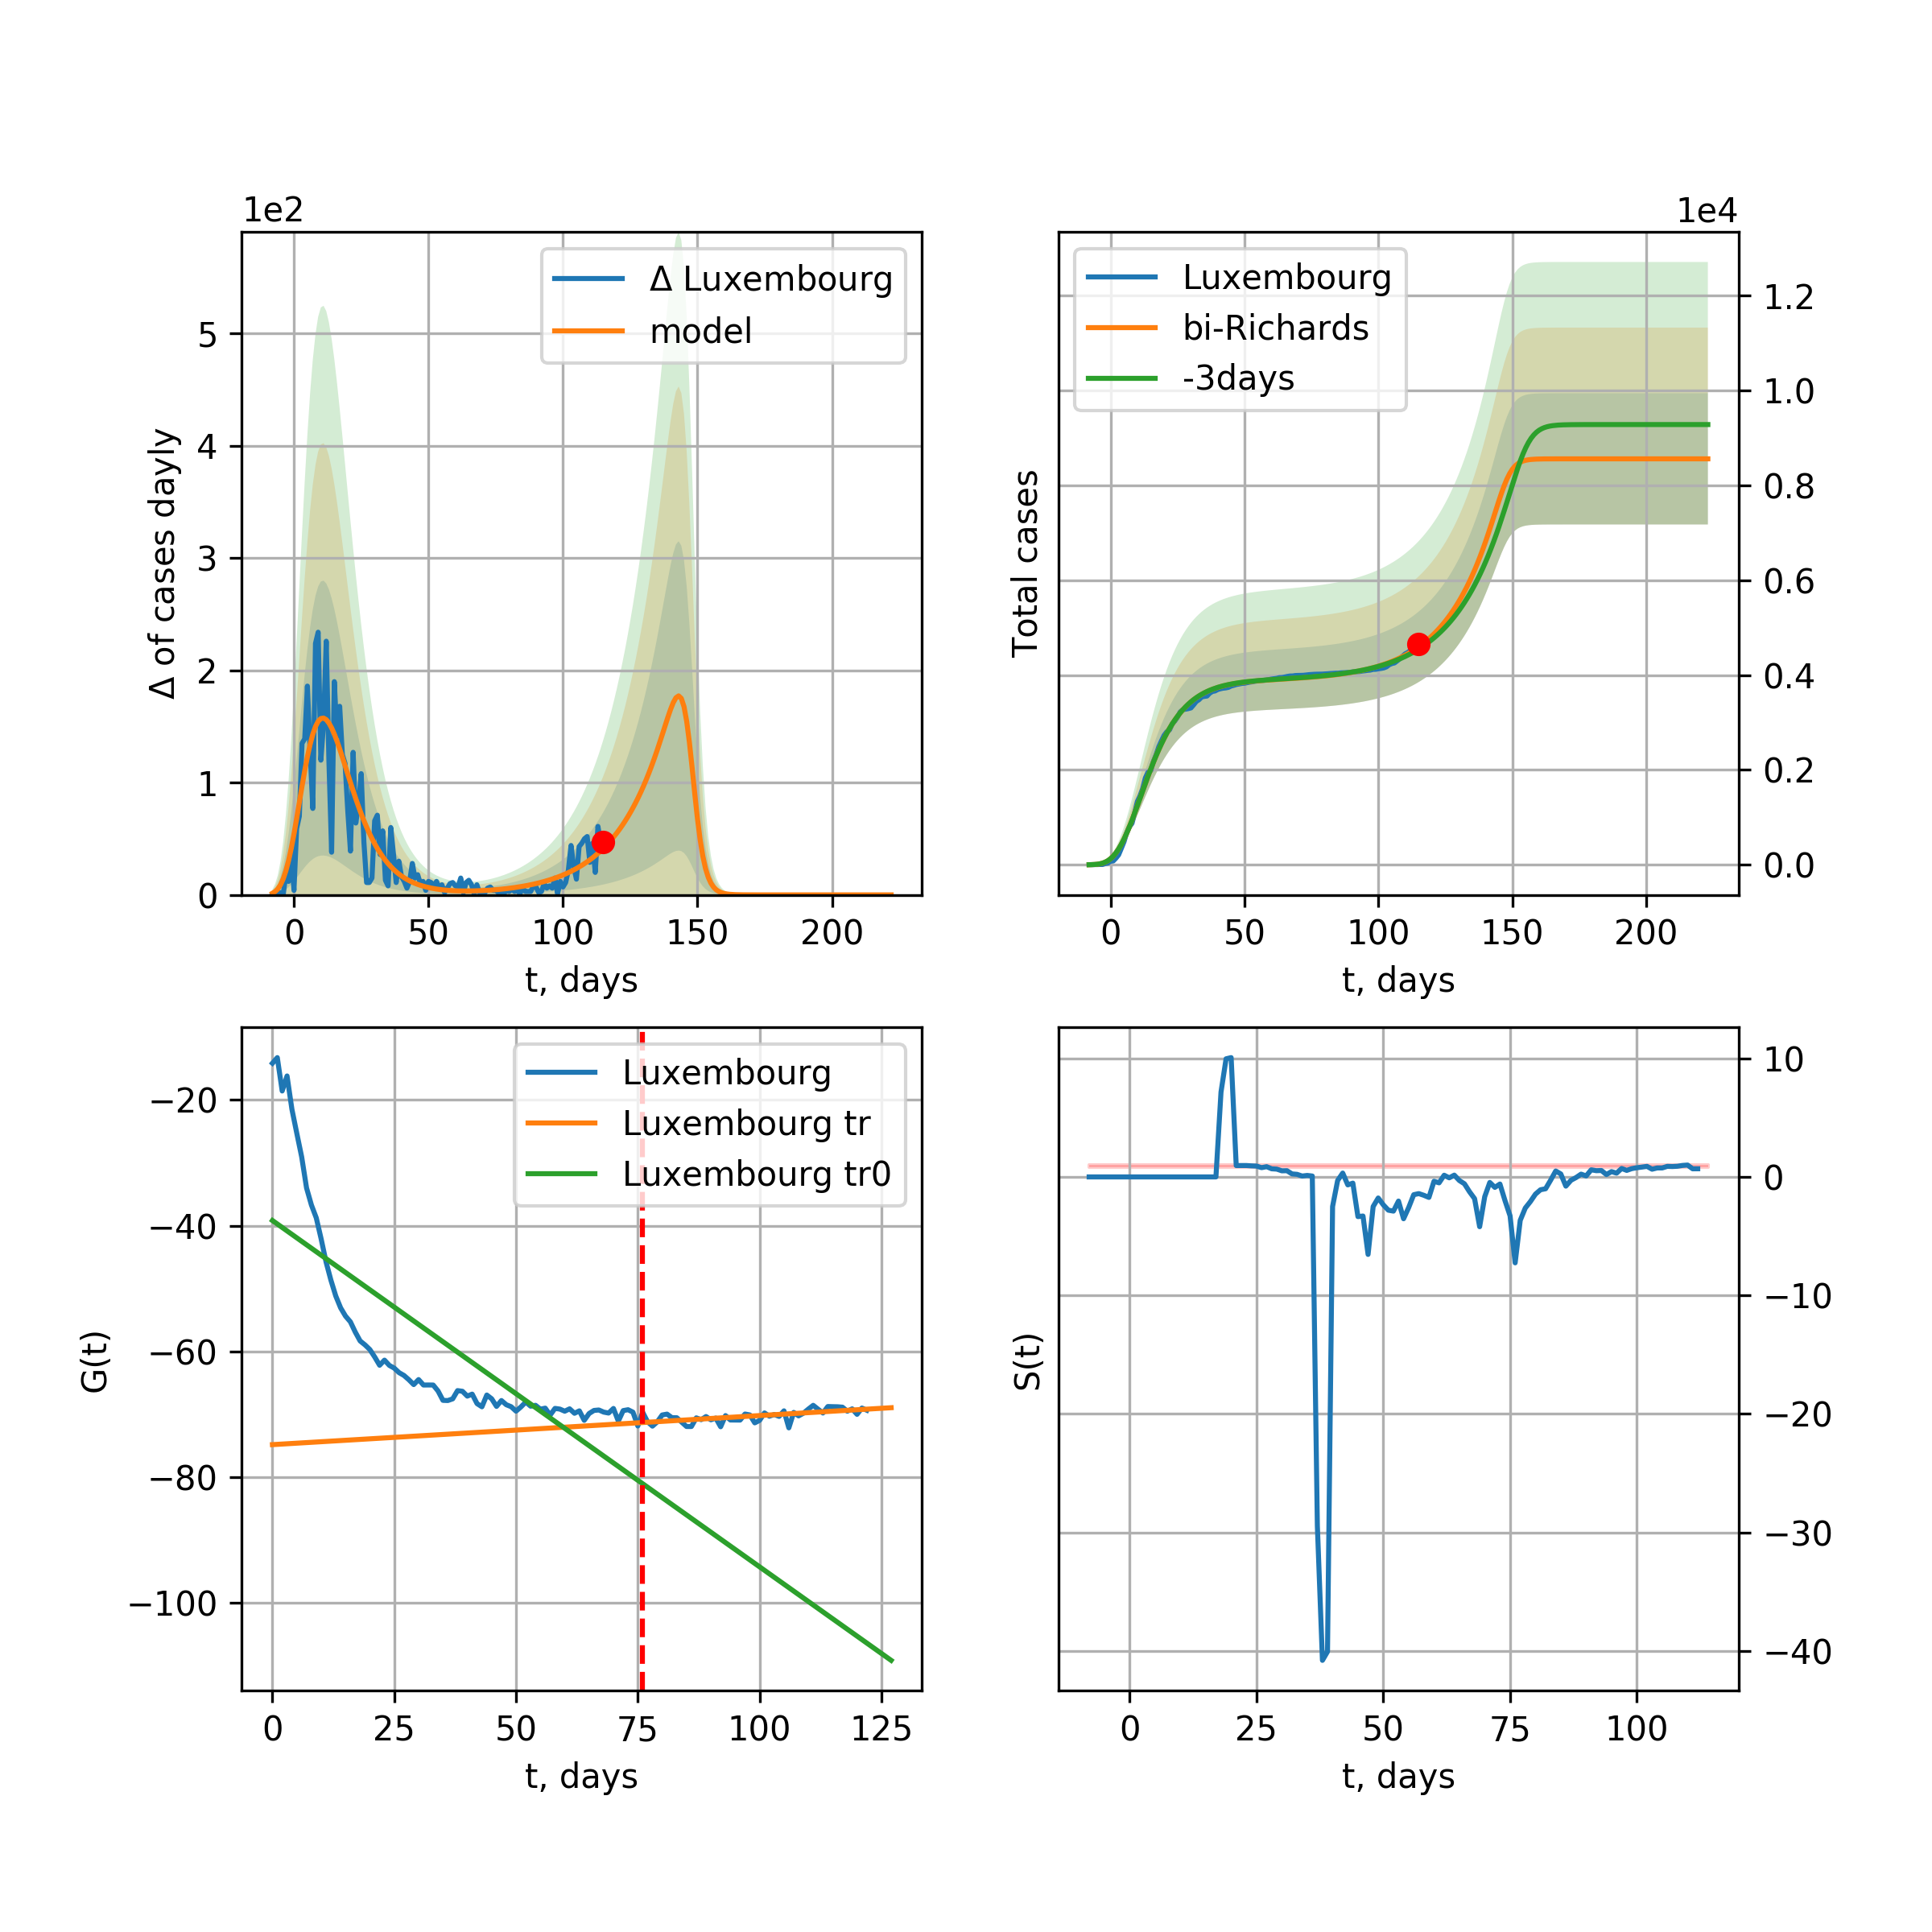 1e2
Δ Luxembourg
model
5
4
3
2
1
0
Δ of cases dayly
0 50 100 150 200
t, days
1e4
Luxembourg
bi-Richards
-3days
1.2
1.0
0.8
0.6
0.4
0.2
0.0
Total cases
0 50 100 150 200
t, days
Luxembourg
Luxembourg tr
Luxembourg tr0
−20
−40
−60
−80
−100
G(t)
0 25 50 75 100 125
t, days
10
0
−10
−20
−30
−40
S(t)
0 25 50 75 100
t, days